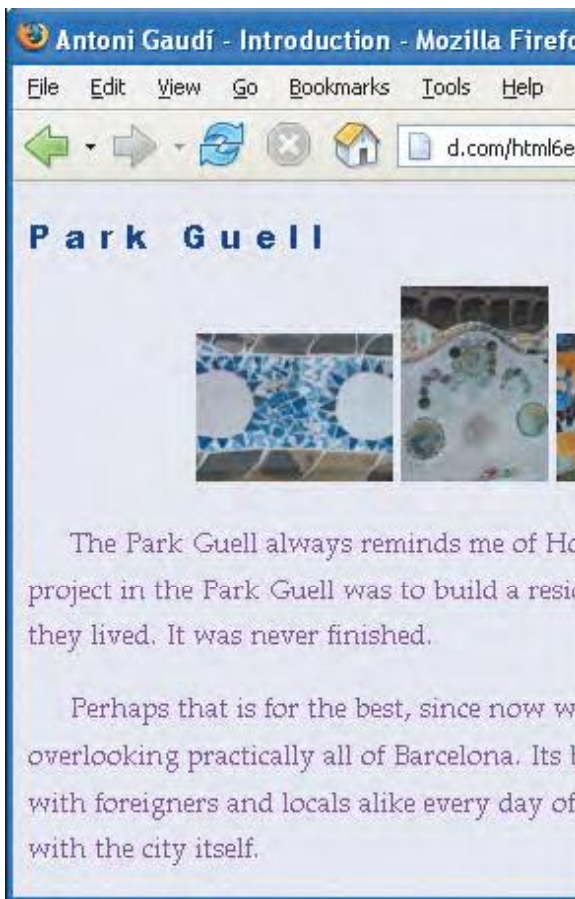 Antoni Gaudí - Introduction - Mozilla Firefo
File Edit View Go Bookmarks Tools Help
d.com/html6e
Park Guell
The Park Guell always reminds me of Ho
project in the Park Guell was to build a resid
they lived. It was never finished.
Perhaps that is for the best, since now w
overlooking practically all of Barcelona. Its
with foreigners and locals alike every day of
with the city itself.